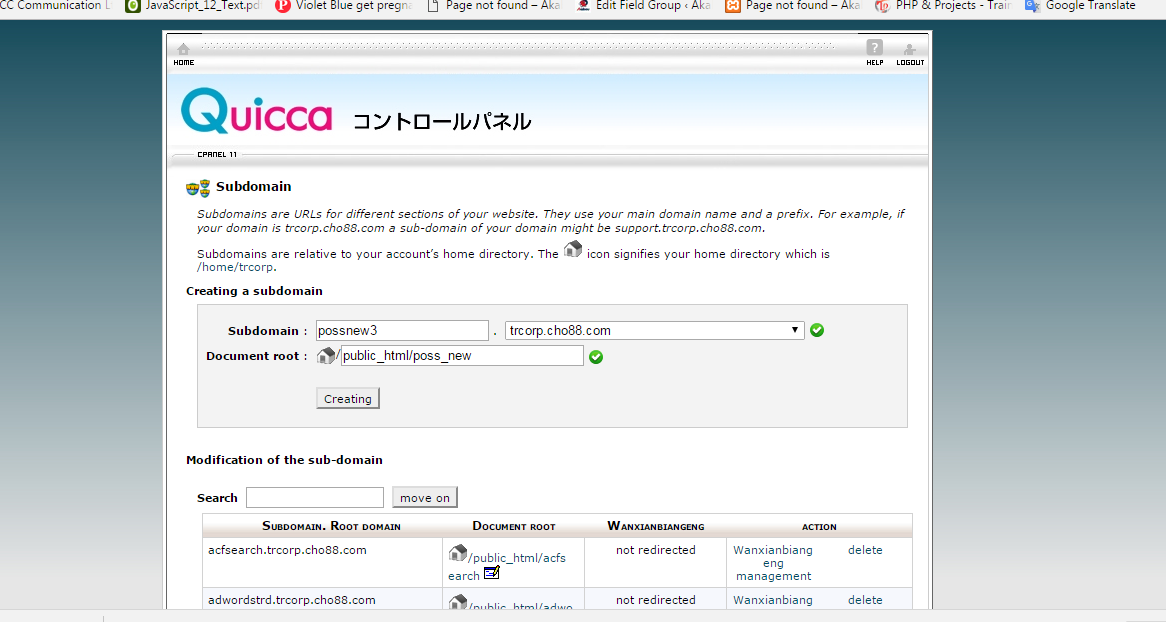 CC Communication
JavaScript_12_Text.pd
Violet Blue get pregna
Page not found – Aka
Edit Field Group ‹ Aka
Page not found – Aka
PHP & Projects - Train
Google Translate
HOME
HELP
LOGOUT
Quicca コントロールパネル
CPANEL 11
Subdomain
Subdomains are URLs for different sections of your website. They use your main domain name and a prefix. For example, if
your domain is trcorp.cho88.com a sub-domain of your domain might be support.trcorp.cho88.com.
Subdomains are relative to your account's home directory. The icon signifies your home directory which is
/home/trcorp.
Creating a subdomain
Subdomain : possnew3 . trcorp.cho88.com
Document root : / public_html/poss_new
Creating
Modification of the sub-domain
Search move on
SUBDOMAIN. ROOT DOMAIN DOCUMENT ROOT WANXIANBIANGENG ACTION
acfsearch.trcorp.cho88.com /public_html/acfs not redirected Wanxianbiang delete
eng
earch management
adwordstrd.trcorp.cho88.com /public_html/adwo not redirected Wanxianbiang delete